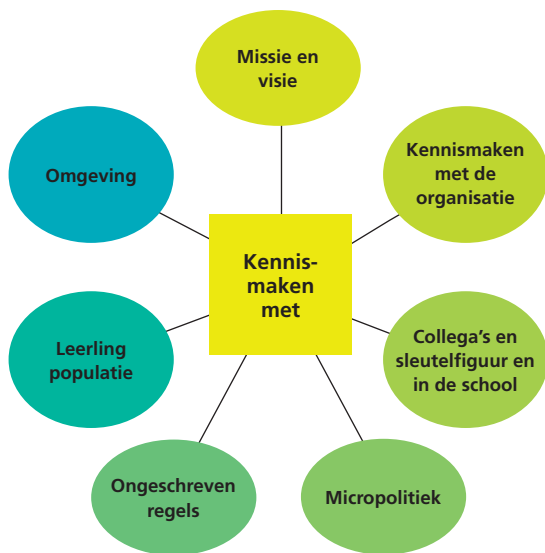 Missie en
visie
Kennismaken
met de
organisatie
Omgeving
Kennis-
maken
met
Collega's en
sleutelfiguur en
in de school
Leerling
populatie
Ongeschreven
regels
Micropolitiek